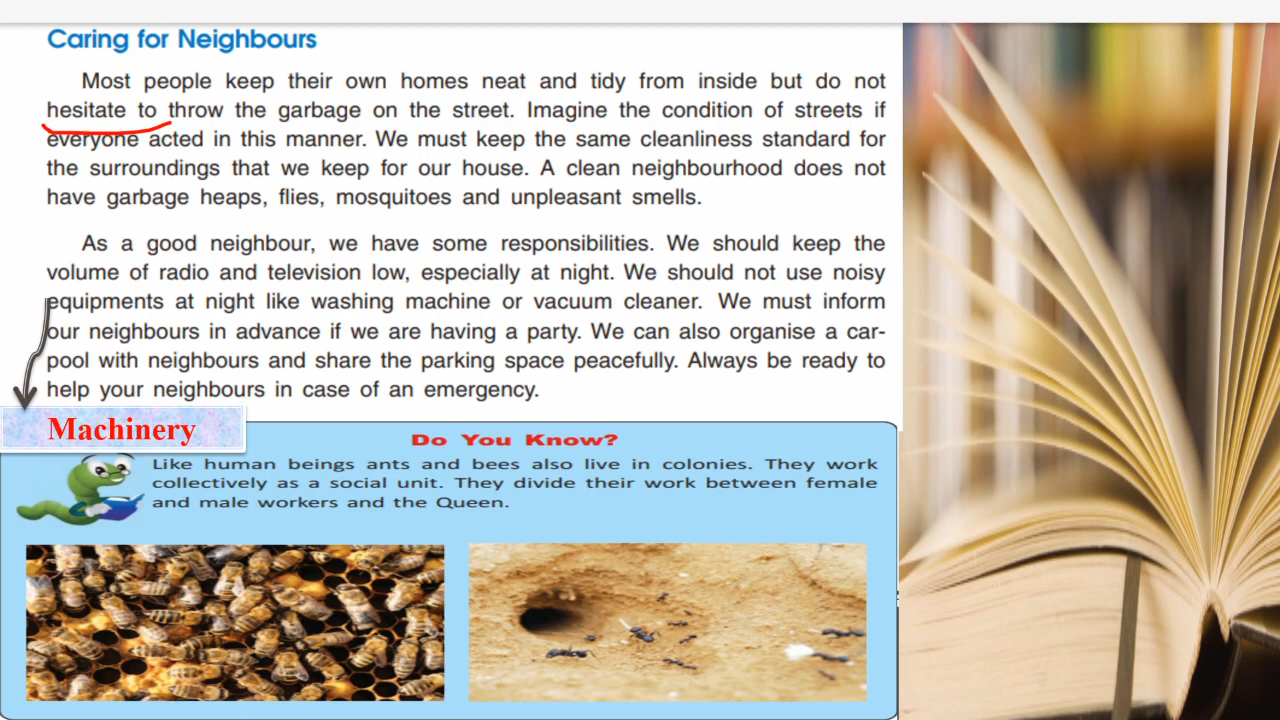 Caring for Neighbours
Most people keep their own homes neat and tidy from inside but do not
hesitate to throw the garbage on the street. Imagine the condition of streets if
everyone acted in this manner. We must keep the same cleanliness standard for
the surroundings that we keep for our house. A clean neighbourhood does not
have garbage heaps, flies, mosquitoes and unpleasant smells.
As a good neighbour, we have some responsibilities. We should keep the
volume of radio and television low, especially at night. We should not use noisy
equipments at night like washing machine or vacuum cleaner. We must inform
our neighbours in advance if we are having a party. We can also organise a car-
pool with neighbours and share the parking space peacefully. Always be ready to
help your neighbours in case of an emergency.
Machinery
Do You Know?
Like human beings ants and bees also live in colonies. They work
collectively as a social unit. They divide their work between female
and male workers and the Queen.